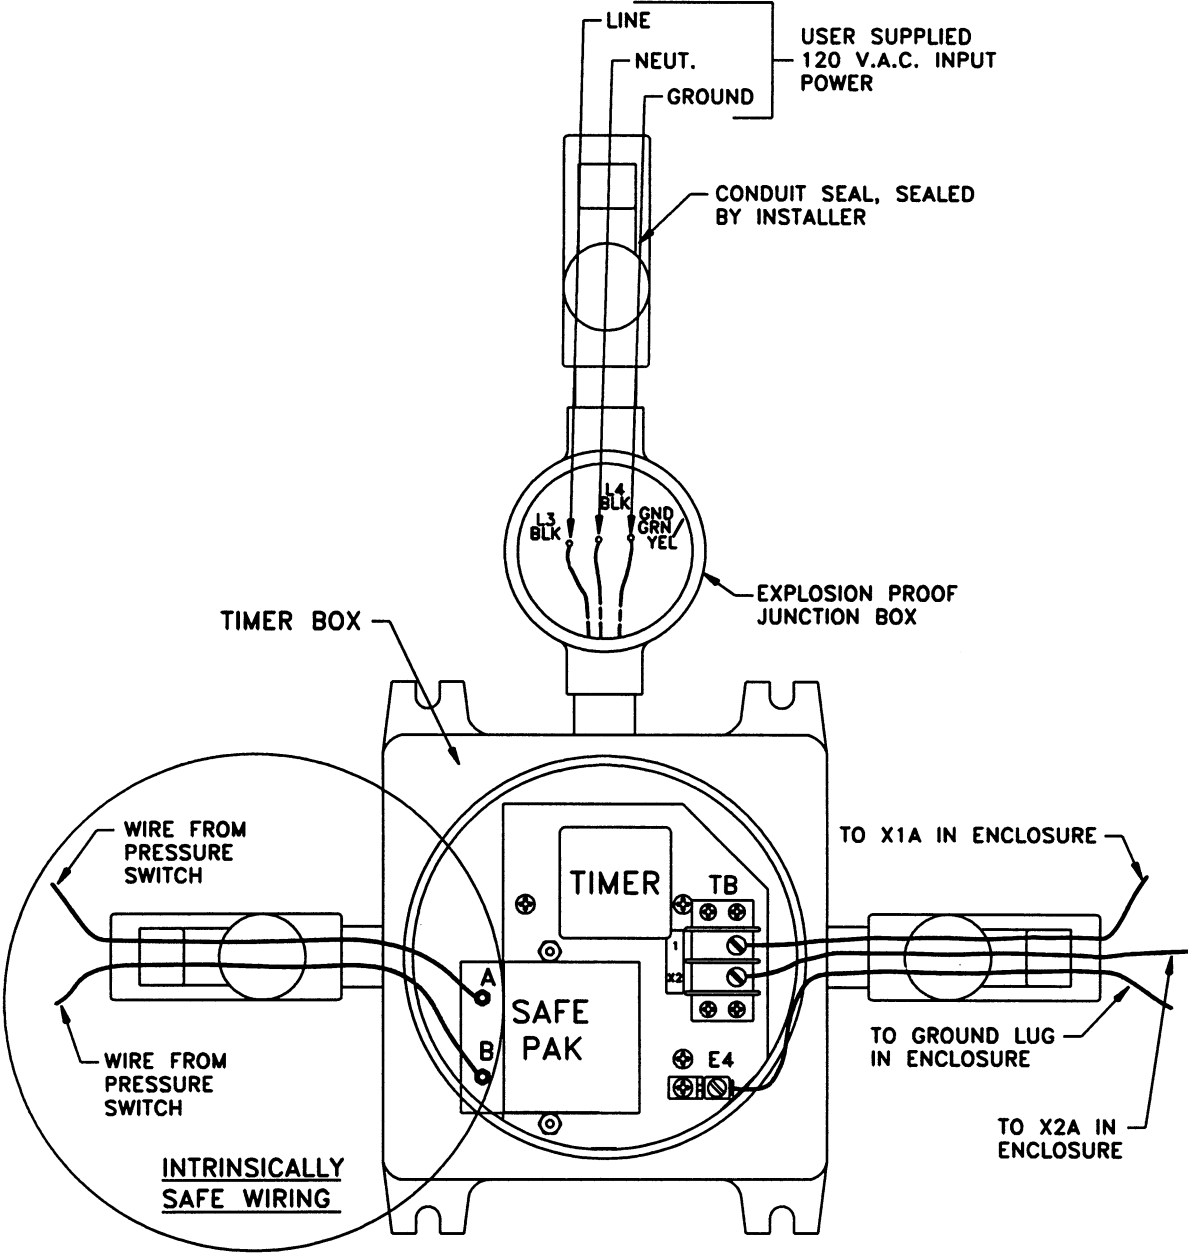 LINE
NEUT.
GROUND
USER SUPPLIED
120 V.A.C. INPUT
POWER
CONDUIT SEAL, SEALED
BY INSTALLER
L3
BLK
L4
BLK
GND
GRN/
YEL
EXPLOSION PROOF
JUNCTION BOX
TIMER BOX
WIRE FROM
PRESSURE
SWITCH
TIMER
TB
1
X2
TO X1A IN ENCLOSURE
A
B
SAFE
PAK
E4
TO GROUND LUG
IN ENCLOSURE
WIRE FROM
PRESSURE
SWITCH
TO X2A IN
ENCLOSURE
INTRINSICALLY
SAFE WIRING